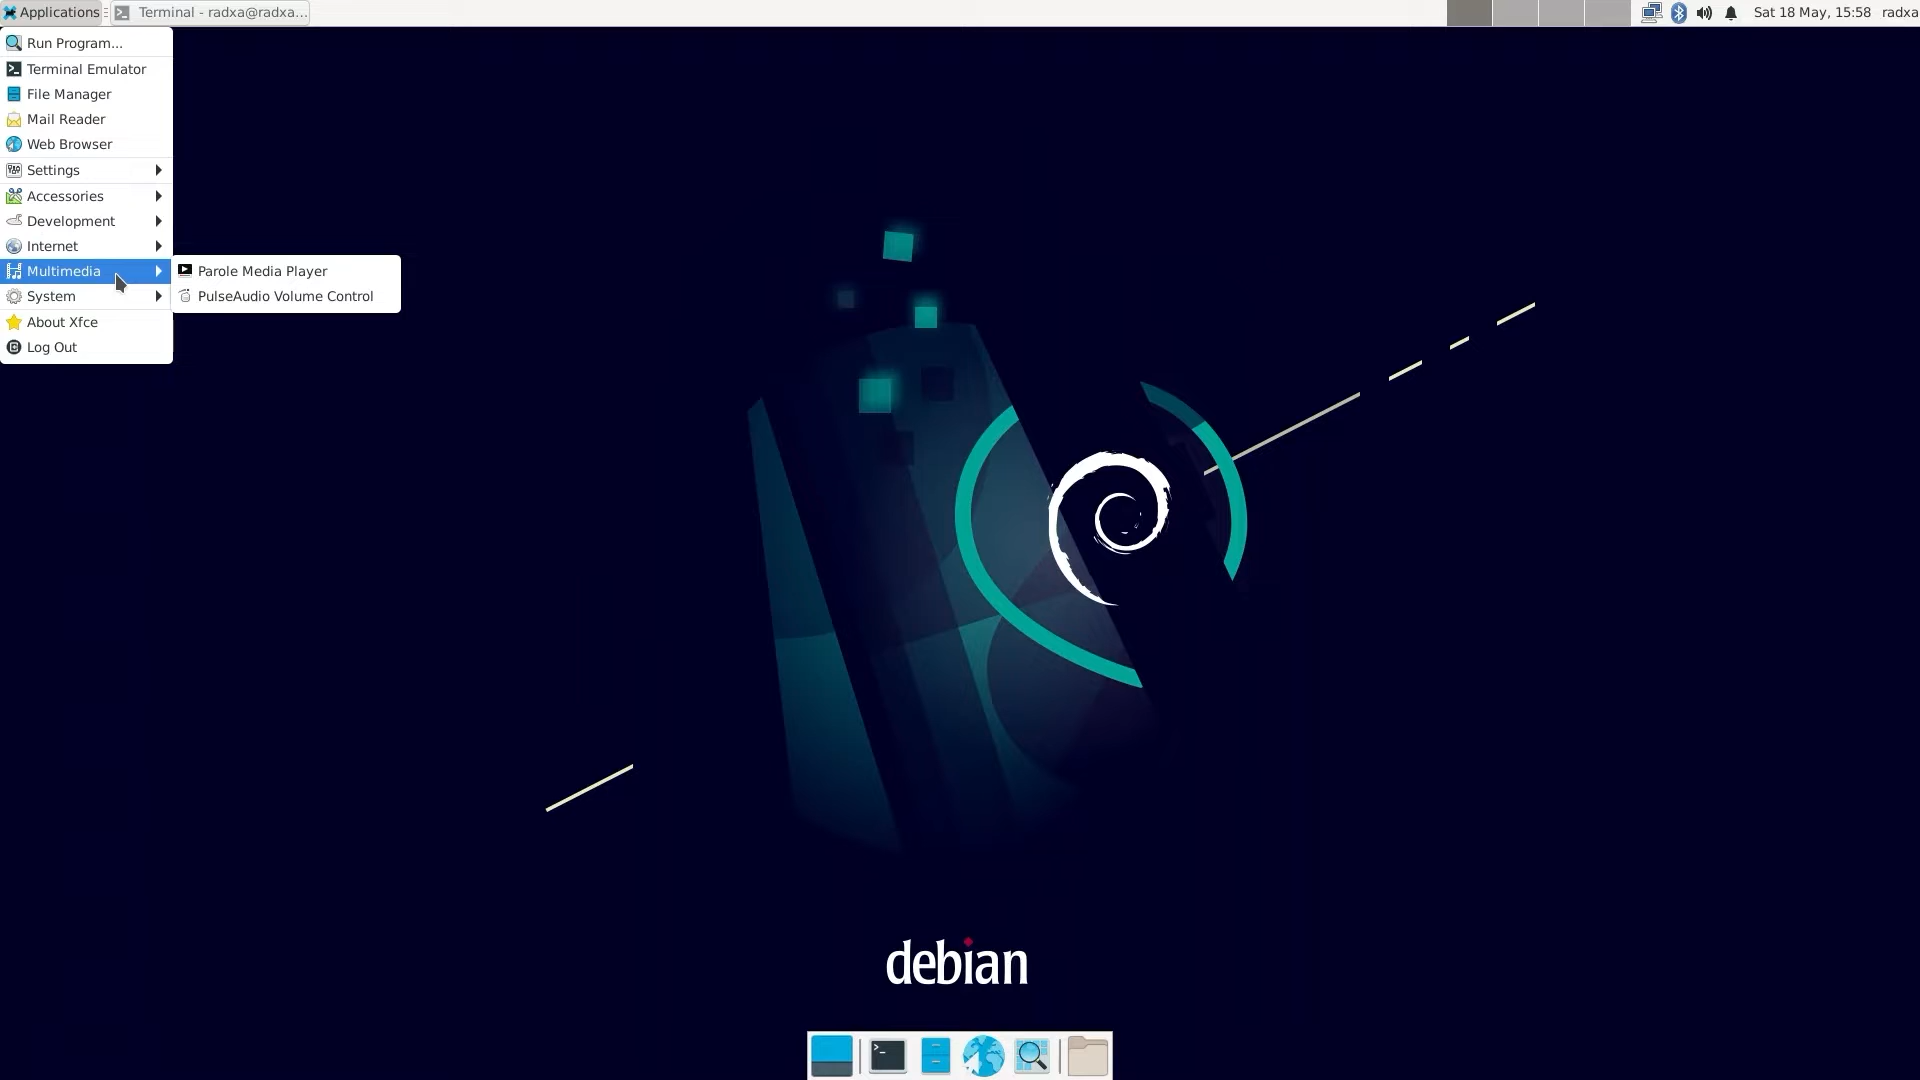 Applications
Terminal - radxa@radxa...
Sat 18 May, 15:58
radxa
Run Program...
Terminal Emulator
File Manager
Mail Reader
Web Browser
Settings
Accessories
Development
Internet
Multimedia
Parole Media Player
PulseAudio Volume Control
System
About Xfce
Log Out
debian